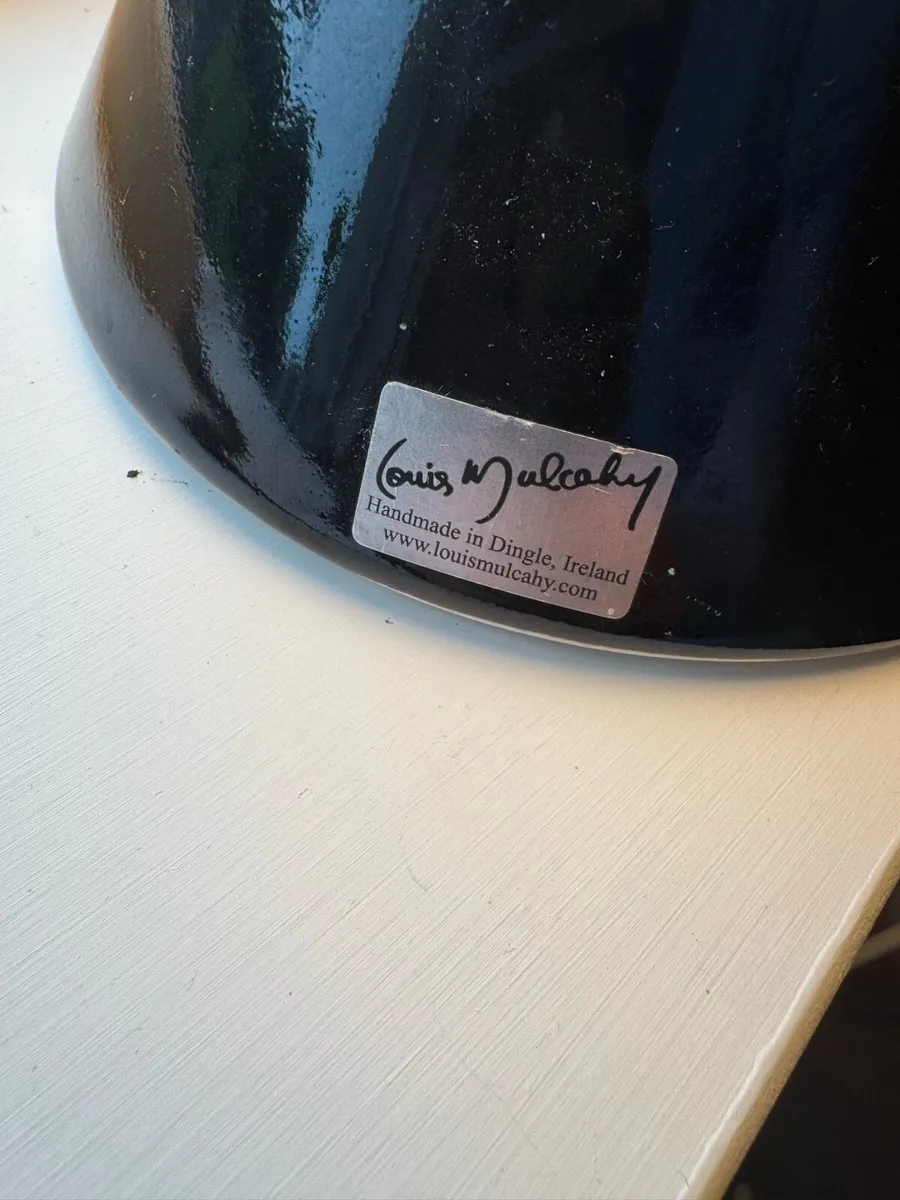 Louis Mulcahy
Handmade in Dingle, Ireland
www.louismulcahy.com